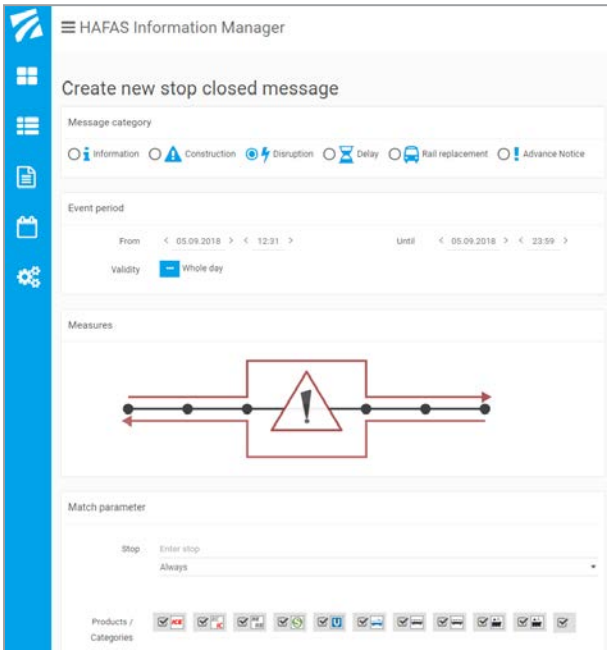 HAFAS Information Manager
Create new stop closed message
Message category
Information Construction Disruption Delay Rail replacement Advance Notice
Event period
From < 05.09.2018 > < 12:31 > Until < 05.09.2018 > < 23:59 >
Validity ... Whole day
Measures
!
Match parameter
Stop Enter stop
Always
Products / ICE IC S U
Categories